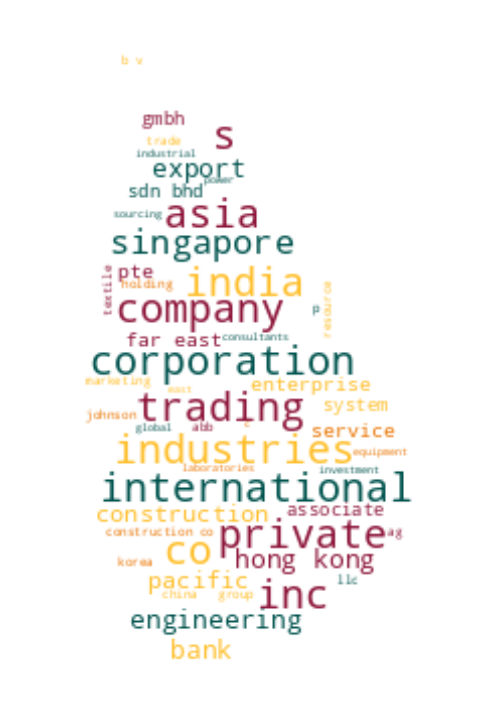 b v
gmbh
s
trade
industrial
export
power
sdn bhd
sourcing
asia
singapore
pte
india
textile
holding
resource
company
p
far east
consultants
corporation
marketing
enterprise
east
trading
system
johnson
global
abb
c
service
industries
equipment
laboratories
investment
international
construction
associate
construction co
private
ag
co
hong kong
korea
pacific
llc
china
group
inc
engineering
bank